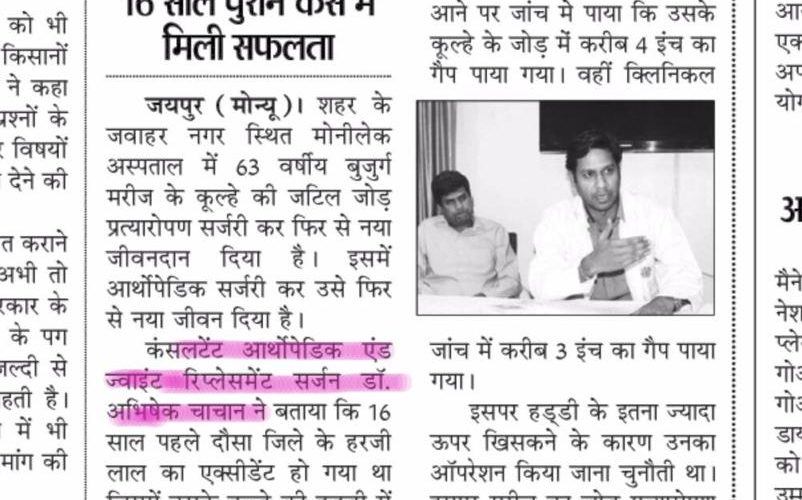 को भी
किसानों
ने कहा
प्रश्नों के
विषयों
देने की
त कराने
अभी तो
रकार के
के पग
जल्दी से
हती है।
में भी
मांग की
16 साल पुराने केस में
मिली सफलता
जयपुर (मोन्यू)। शहर के
जवाहर नगर स्थित मोनीलेक
अस्पताल में 63 वर्षीय बुजुर्ग
मरीज के कूल्हे की जटिल जोड़
प्रत्यारोपण सर्जरी कर फिर से नया
जीवनदान दिया है। इसमें
आर्थोपेडिक सर्जरी कर उसे फिर
से नया जीवन दिया है।
कंसलटेंट आर्थोपेडिक एंड
ज्वाइंट रिप्लेसमेंट सर्जन डॉ.
अभिषेक चाचान ने बताया कि 16
साल पहले दौसा जिले के हरजी
लाल का एक्सीडेंट हो गया था
आने पर जांच मे पाया कि उसके
कूल्हे के जोड़ में करीब 4 इंच का
गैप पाया गया। वहीं क्लिनिकल
जांच में करीब 3 इंच का गैप पाया
गया।
इसपर हड्डी के इतना ज्यादा
ऊपर खिसकने के कारण उनका
ऑपरेशन किया जाना चुनौती था।
एक
अप
योग
अ
मैने
नेश
प्ले
गोअ
गोअ
डाय
को